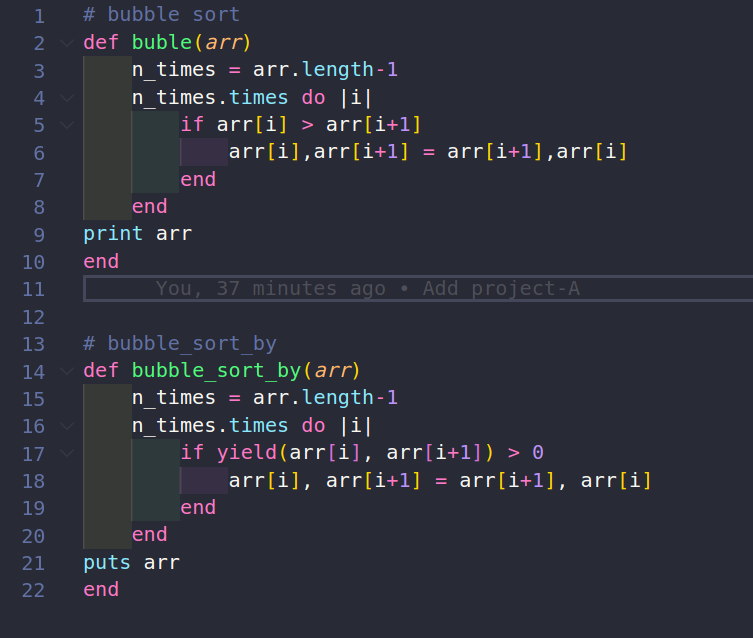 1 # bubble sort
2 def buble(arr)
3     n_times = arr.length-1
4     n_times.times do |i|
5         if arr[i] > arr[i+1]
6             arr[i],arr[i+1] = arr[i+1],arr[i]
7         end
8     end
9 print arr
10 end
11       You, 37 minutes ago • Add project-A
12
13 # bubble_sort_by
14 def bubble_sort_by(arr)
15     n_times = arr.length-1
16     n_times.times do |i|
17         if yield(arr[i], arr[i+1]) > 0
18             arr[i], arr[i+1] = arr[i+1], arr[i]
19         end
20     end
21 puts arr
22 end